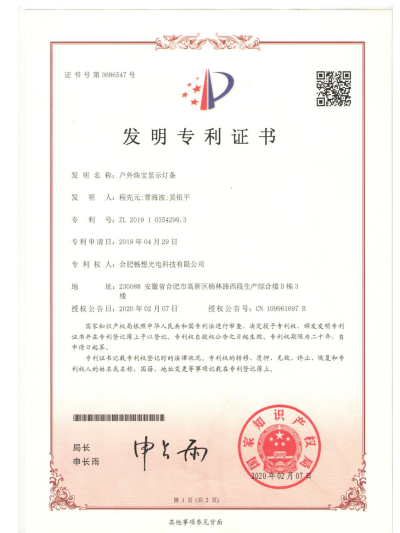 证书号第3686547号
发明专利证书
发明名称：户外珠宝显示灯条
发明人：程先元;曹海波;吴祖平
专利号：ZL 2019 1 0354299.3
专利申请日：2019年04月29日
专利权人：合肥畅想光电科技有限公司
地址：230088 安徽省合肥市高新区杨林路西段生产综合楼D栋3
楼
授权公告日：2020年02月07日 授权公告号：CN 109961697 B
国家知识产权局依照中华人民共和国专利法进行审查，决定授予专利权，颁发发明专利
证书并在专利登记簿上予以登记。专利权自授权公告之日起生效。专利权期限为二十年，自
申请日起算。
专利证书记载专利权登记时的法律状况。专利权的转移、质押、无效、终止、恢复和专
利权人的姓名或名称、国籍、地址变更等事项记载在专利登记簿上。
局长
申长雨
申长雨
国家知识产权局
2020年02月07日
第1页(共2页)
其他事项参见背面